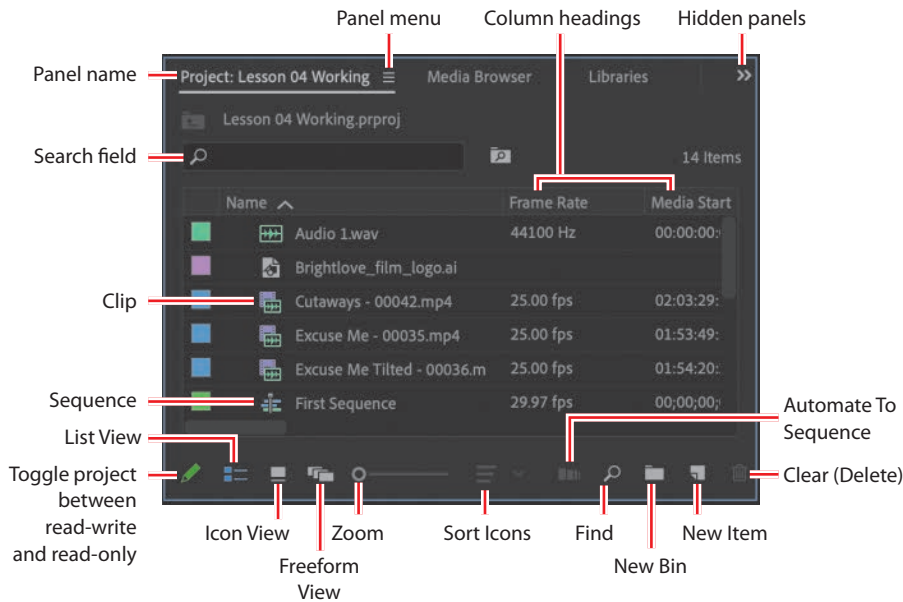 Panel menu
Column headings
Hidden panels
Panel name
Project: Lesson 04 Working
Media Browser
Libraries
Lesson 04 Working.prproj
Search field
14 Items
Name
Frame Rate
Media Start
Audio 1.wav
44100 Hz
00:00:00:
Brightlove_film_logo.ai
Clip
Cutaways - 00042.mp4
25.00 fps
02:03:29:
Excuse Me - 00035.mp4
25.00 fps
01:53:49:
Excuse Me Tilted - 00036.m
25.00 fps
01:54:20:
Sequence
First Sequence
29.97 fps
00;00;00;
Automate To
Sequence
List View
Toggle project
between
read-write
and read-only
Clear (Delete)
Icon View
Zoom
Sort Icons
Find
New Item
Freeform
View
New Bin